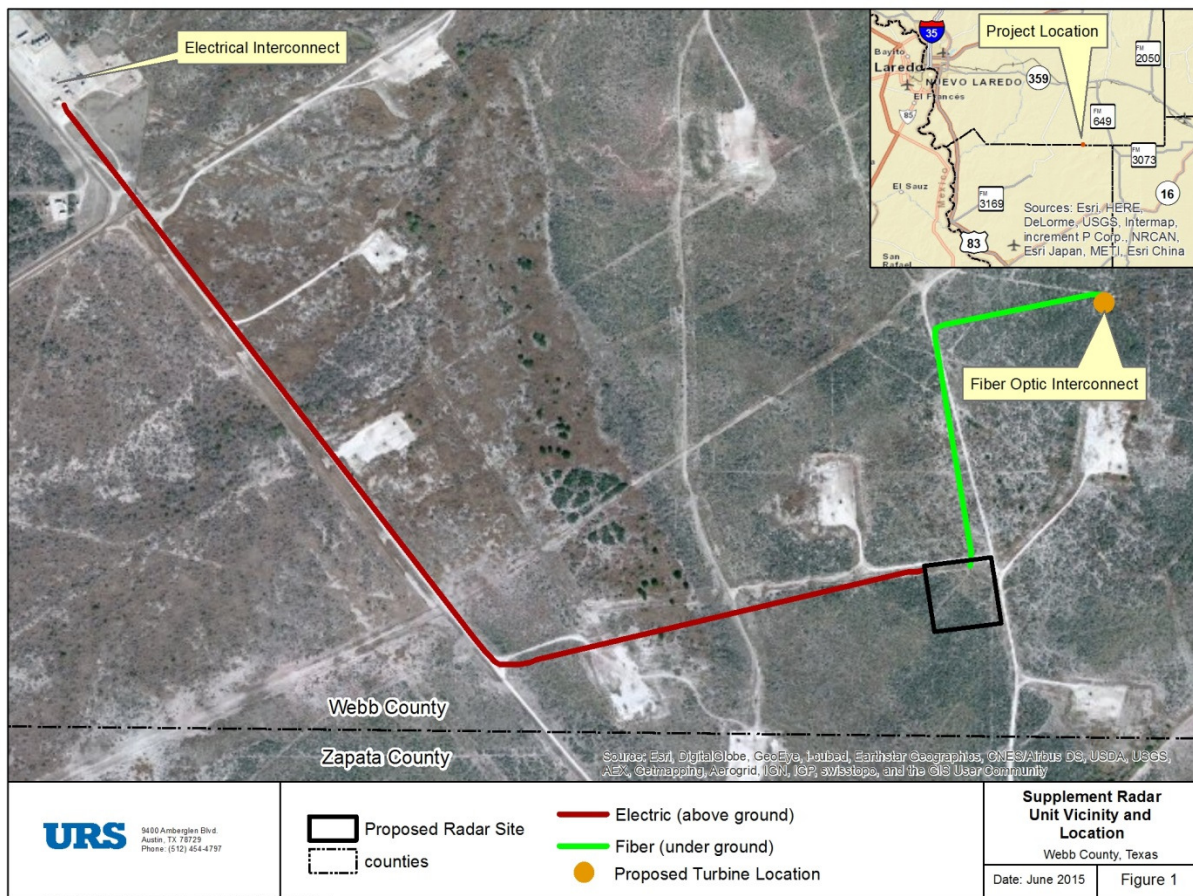 Electrical Interconnect
Project Location
35
Bayito
Laredo
NUEVO LAREDO
El Francés
85
359
FM
2050
FM
649
FM
3073
16
El Sauz
Mexico
FM
3169
83
San
Rafael
Sources: Esri, HERE,
DeLorme, USGS, Intermap,
increment P Corp., NRCAN,
Esri Japan, METI, Esri China
Fiber Optic Interconnect
Webb County
Zapata County
Source: Esri, DigitalGlobe, GeoEye, i-cubed, Earthstar Geographics, CNES/Airbus DS, USDA, USGS,
AEX, Getmapping, Aerogrid, IGN, IGP, swisstopo, and the GIS User Community
URS
9400 Amberglen Blvd.
Austin, TX 78729
Phone: (512) 454-4797
Proposed Radar Site
counties
Electric (above ground)
Fiber (under ground)
Proposed Turbine Location
Supplement Radar
Unit Vicinity and
Location
Webb County, Texas
Date: June 2015
Figure 1